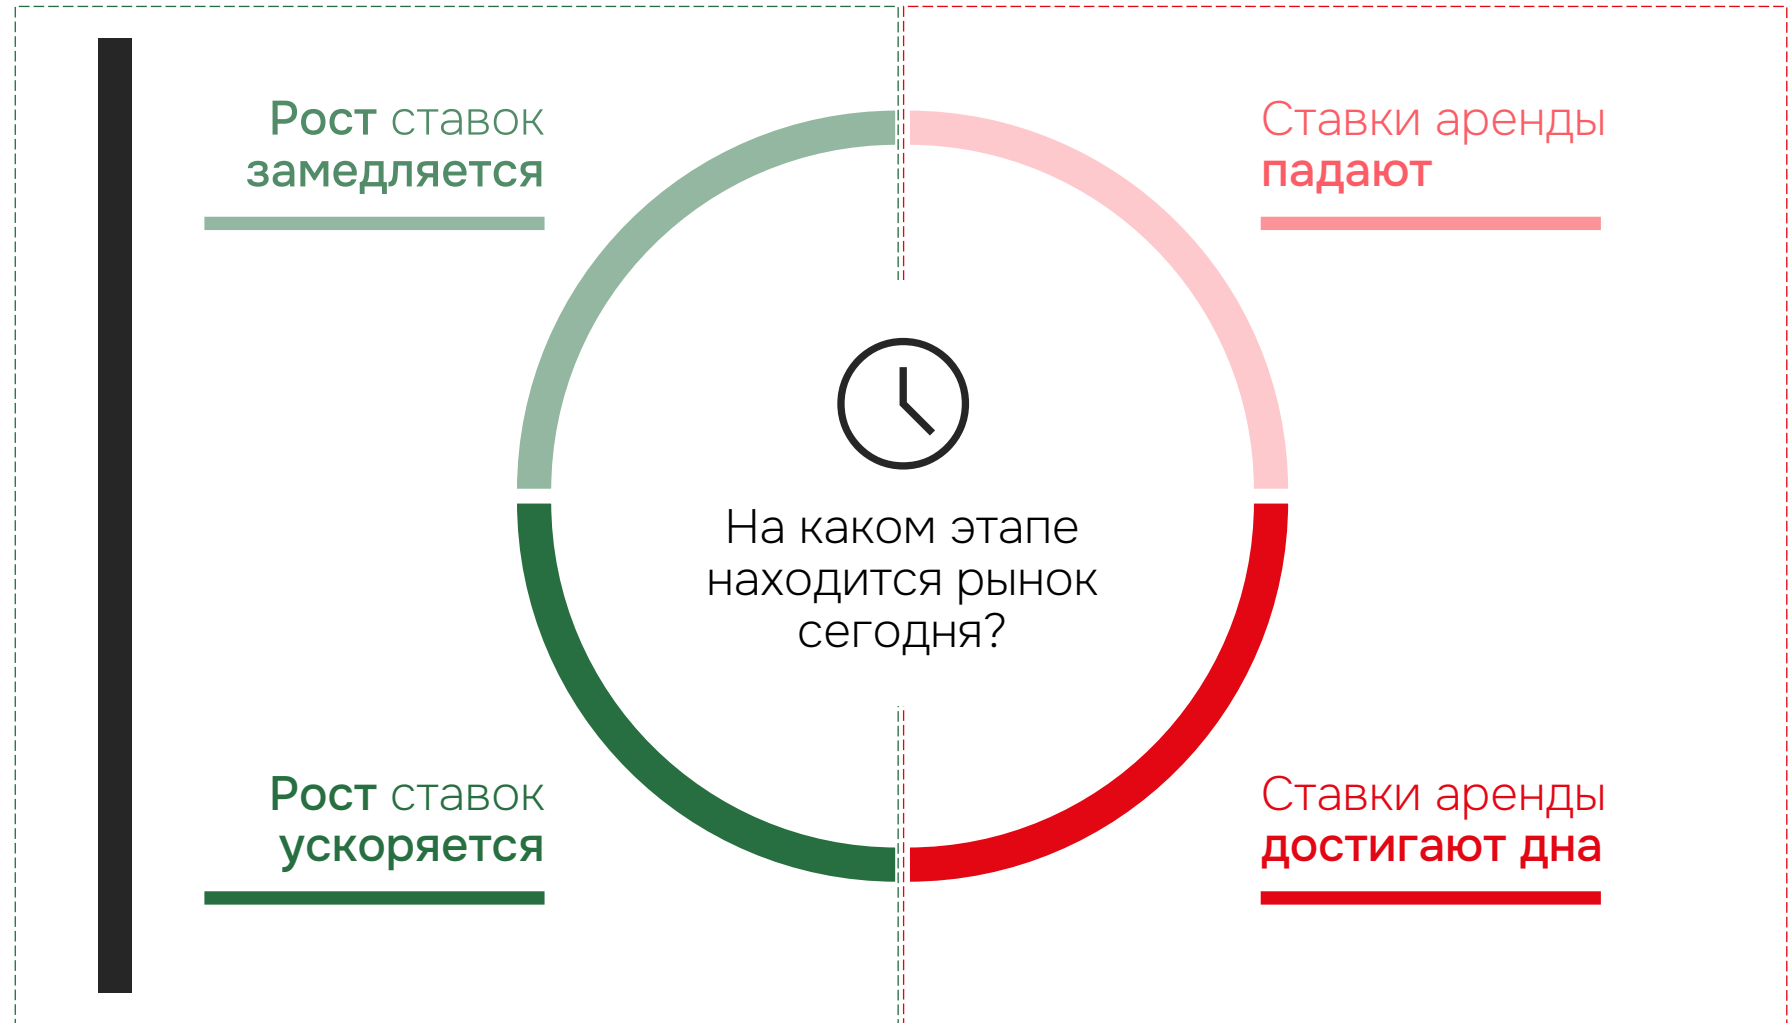 Рост ставок
замедляется
Ставки аренды
падают
На каком этапе
находится рынок
сегодня?
Рост ставок
ускоряется
Ставки аренды
достигают дна